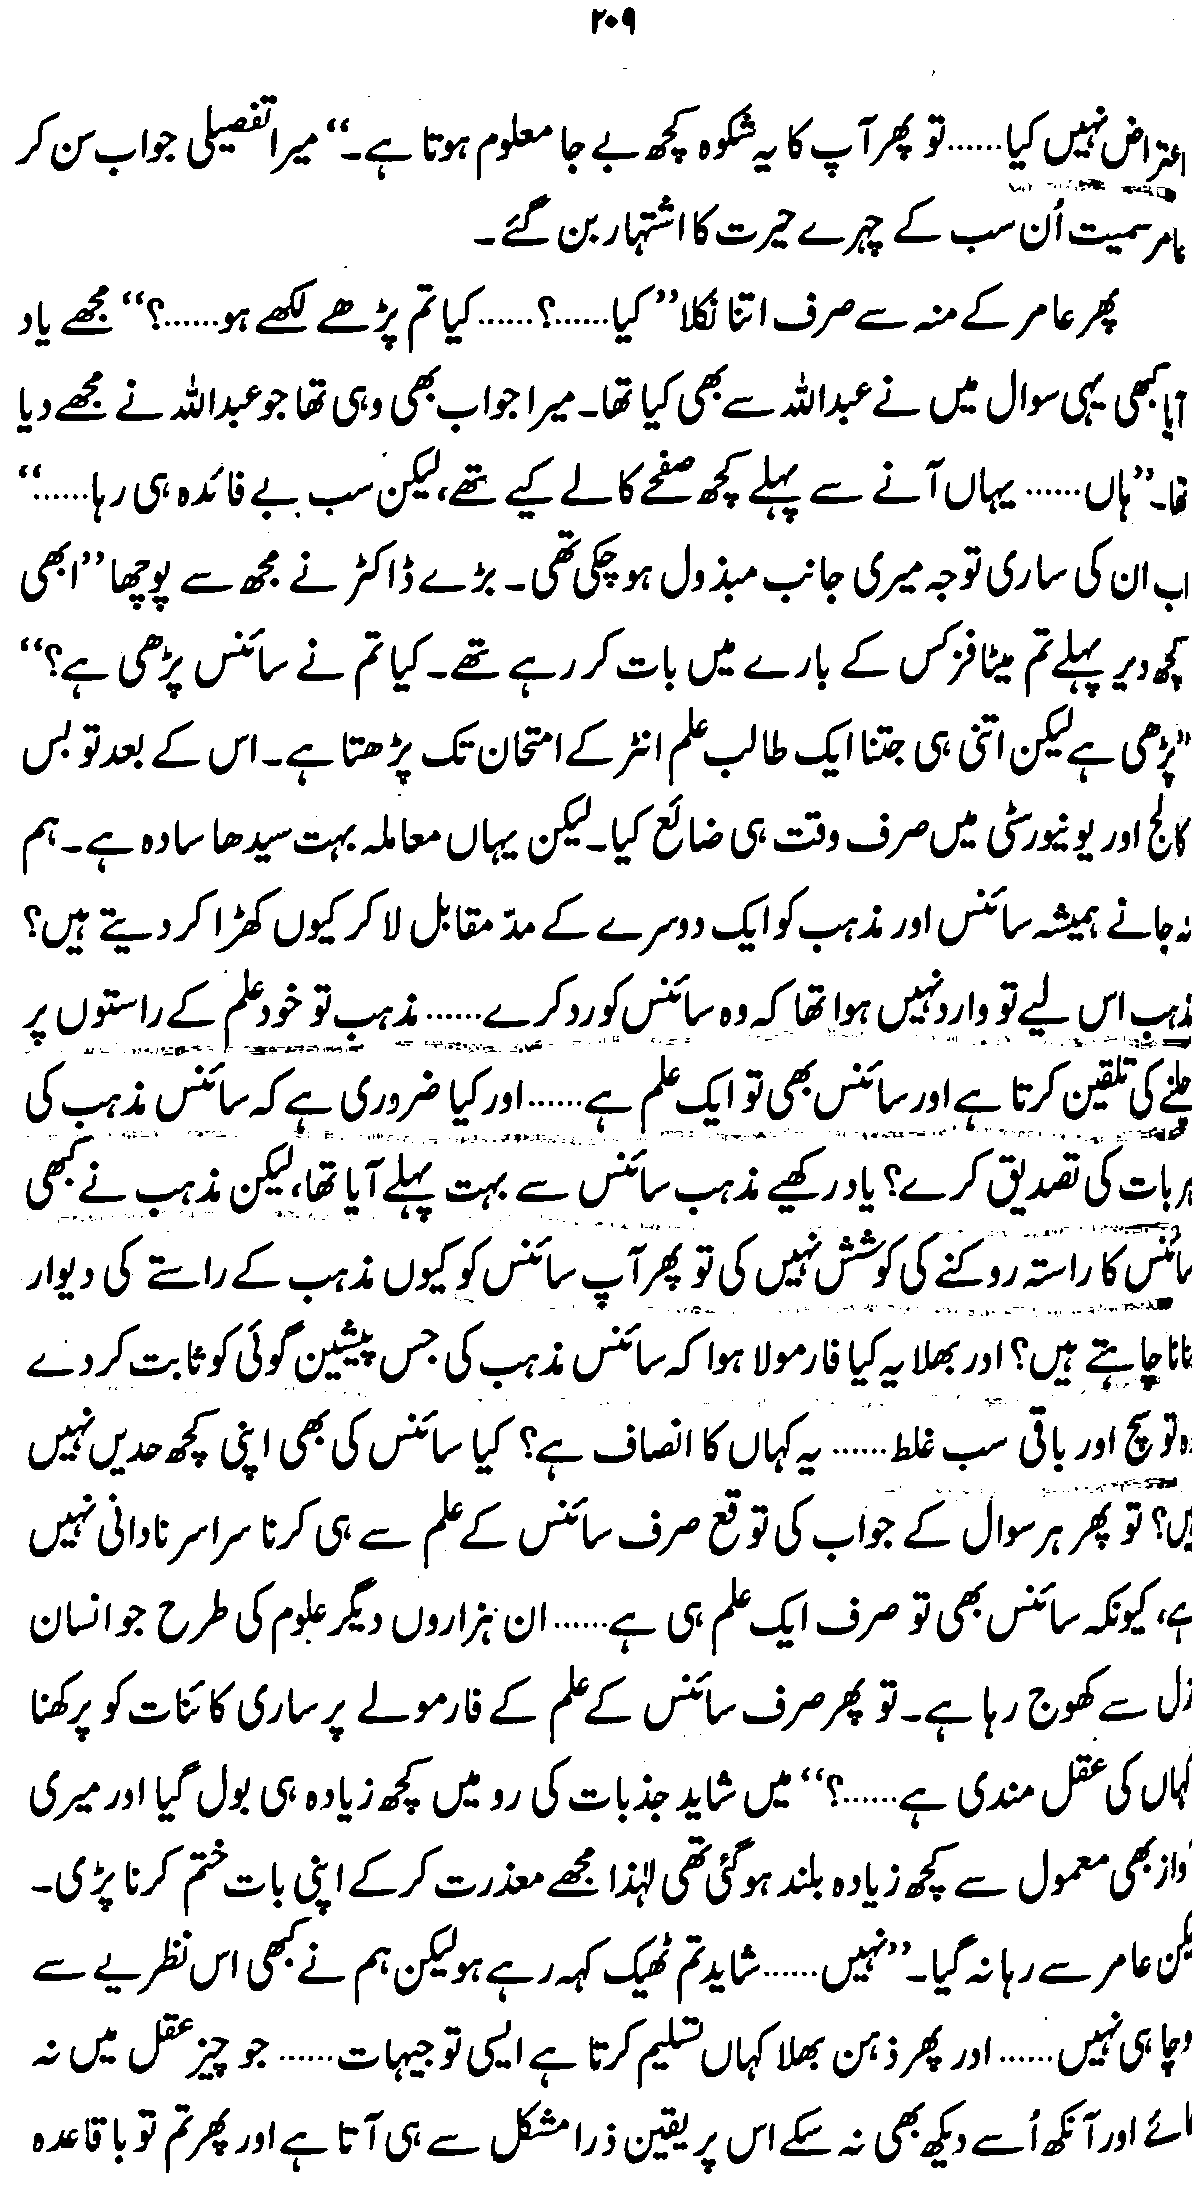 ۲۰۹
اعتراض نہیں کیا......تو پھر آپ کا یہ شکوہ کچھ بے جا معلوم ہوتا ہے۔“ میرا تفصیلی جواب سن کر
عامر سمیت اُن سب کے چہرے حیرت کا اشتہار بن گئے۔
پھر عامر کے منہ سے صرف اتنا نکلا ”کیا......؟......کیا تم پڑھے لکھے ہو......؟“ مجھے یاد
آیا کبھی یہی سوال میں نے عبداللہ سے بھی کیا تھا۔ میرا جواب بھی وہی تھا جو عبداللہ نے مجھے دیا
تھا۔ ”ہاں...... یہاں آنے سے پہلے کچھ صفحے کالے کیے تھے، لیکن سب بے فائدہ ہی رہا......“
اب ان کی ساری توجہ میری جانب مبذول ہو چکی تھی۔ بڑے ڈاکٹر نے مجھ سے پوچھا ”ابھی
کچھ دیر پہلے تم میٹافزکس کے بارے میں بات کر رہے تھے۔ کیا تم نے سائنس پڑھی ہے؟“
”پڑھی ہے لیکن اتنی ہی جتنا ایک طالب علم انٹر کے امتحان تک پڑھتا ہے۔ اس کے بعد تو بس
کالج اور یونیورسٹی میں صرف وقت ہی ضائع کیا۔ لیکن یہاں معاملہ بہت سیدھا سادہ ہے۔ ہم
نہ جانے ہمیشہ سائنس اور مذہب کو ایک دوسرے کے مدّ مقابل لا کر کیوں کھڑا کر دیتے ہیں؟
مذہب اس لیے تو وارد نہیں ہوا تھا کہ وہ سائنس کو رد کرے......مذہب تو خود علم کے راستوں پر
چلنے کی تلقین کرتا ہے اور سائنس بھی تو ایک علم ہے......اور کیا ضروری ہے کہ سائنس مذہب کی
ہر بات کی تصدیق کرے؟ یاد رکھیے مذہب سائنس سے بہت پہلے آیا تھا، لیکن مذہب نے کبھی
سائنس کا راستہ روکنے کی کوشش نہیں کی تو پھر آپ سائنس کو کیوں مذہب کے راستے کی دیوار
بنانا چاہتے ہیں؟ اور بھلا یہ کیا فارمولا ہوا کہ سائنس مذہب کی جس پیشین گوئی کو ثابت کر دے
وہ تو سچ اور باقی سب غلط...... یہ کہاں کا انصاف ہے؟ کیا سائنس کی بھی اپنی کچھ حدیں نہیں
ہیں؟ تو پھر ہر سوال کے جواب کی توقع صرف سائنس کے علم سے ہی کرنا سراسر نادانی نہیں
ہے، کیونکہ سائنس بھی تو صرف ایک علم ہی ہے......ان ہزاروں دیگر علوم کی طرح جو انسان
ازل سے کھوج رہا ہے۔ تو پھر صرف سائنس کے علم کے فارمولے پر ساری کائنات کو پرکھنا
کہاں کی عقل مندی ہے......؟“ میں شاید جذبات کی رو میں کچھ زیادہ ہی بول گیا اور میری
آواز بھی معمول سے کچھ زیادہ بلند ہو گئی تھی لہٰذا مجھے معذرت کر کے اپنی بات ختم کرنا پڑی۔
لیکن عامر سے رہا نہ گیا۔ ”نہیں......شاید تم ٹھیک کہہ رہے ہو لیکن ہم نے کبھی اس نظریے سے
سوچا ہی نہیں......اور پھر ذہن بھلا کہاں تسلیم کرتا ہے ایسی توجیہات...... جو چیز عقل میں نہ
سمائے اور آنکھ اُسے دیکھ بھی نہ سکے اس پر یقین ذرا مشکل سے ہی آتا ہے اور پھر تم تو باقاعدہ